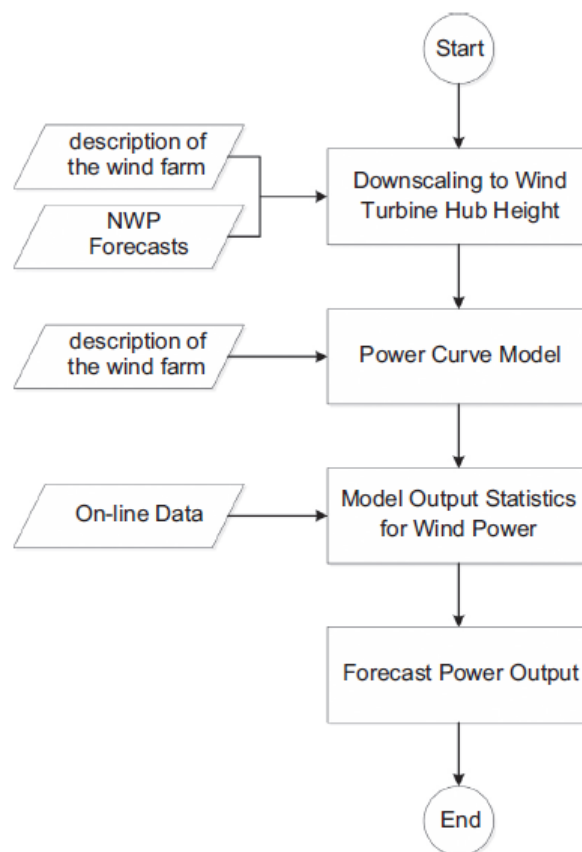 Start
description of
the wind farm
NWP
Forecasts
Downscaling to Wind
Turbine Hub Height
description of
the wind farm
Power Curve Model
On-line Data
Model Output Statistics
for Wind Power
Forecast Power Output
End